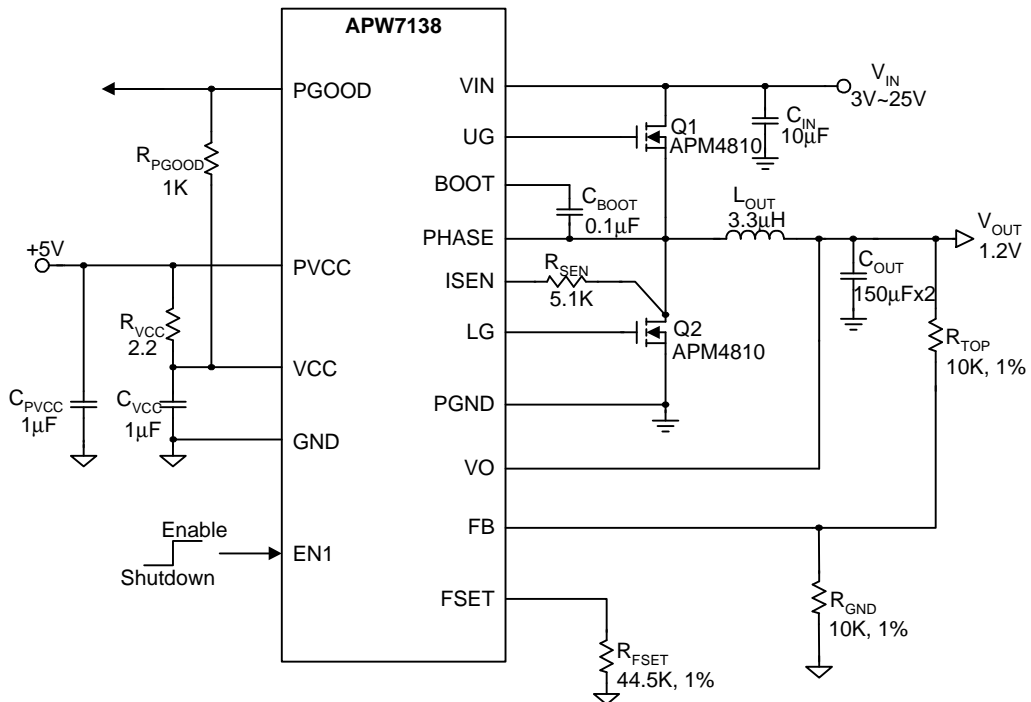 APW7138
PGOOD
R_PGOOD
1K
+5V
PVCC
R_VCC
2.2
VCC
C_PVCC
1µF
C_VCC
1µF
GND
Enable
Shutdown
EN1
VIN
V_IN
3V~25V
C_IN
10µF
UG
Q1
APM4810
BOOT
C_BOOT
0.1µF
PHASE
L_OUT
3.3µH
V_OUT
1.2V
C_OUT
150µFx2
ISEN
R_SEN
5.1K
LG
Q2
APM4810
R_TOP
10K, 1%
PGND
VO
FB
FSET
R_GND
10K, 1%
R_FSET
44.5K, 1%